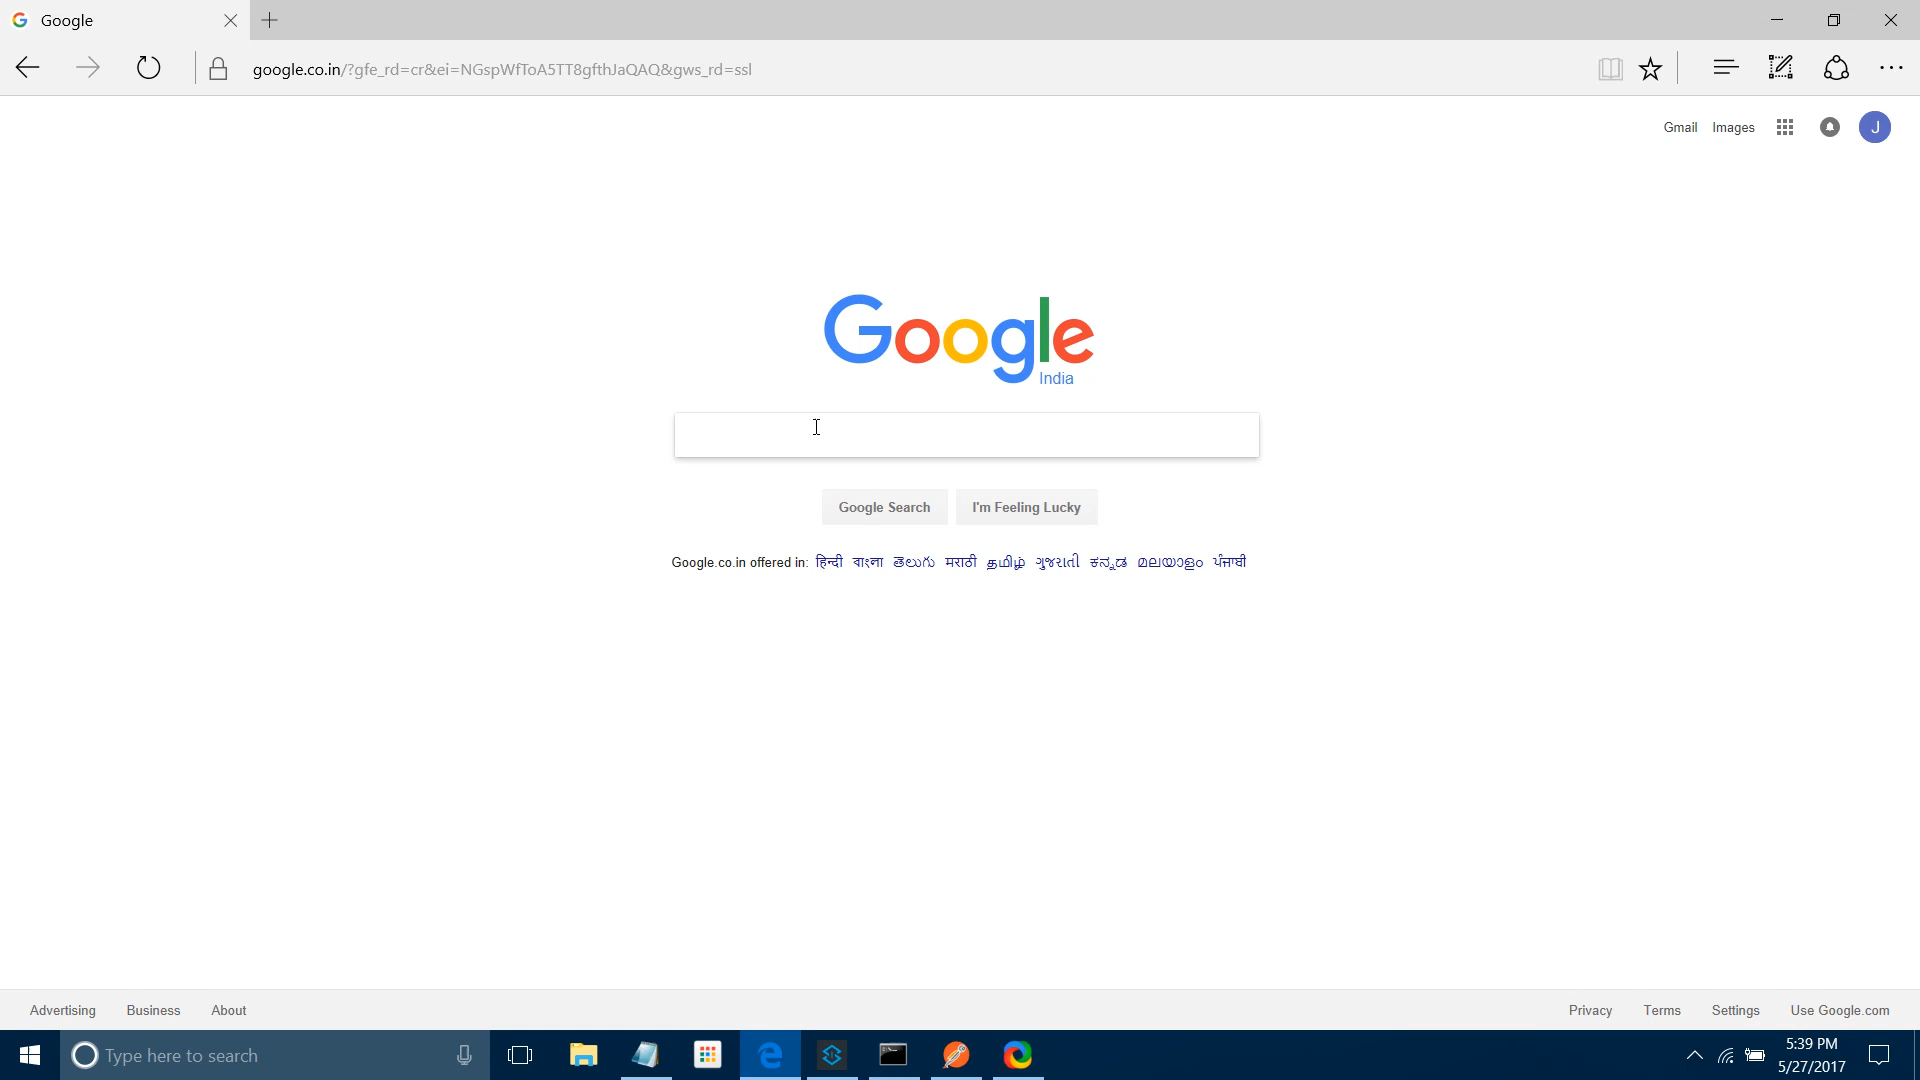 Google
google.co.in/?gfe_rd=cr&ei=NGspWfToA5TT8gfthJaQAQ&gws_rd=ssl
Gmail Images J
Google
India
Google Search I'm Feeling Lucky
Google.co.in offered in: हिन्दी বাংলা తెలుగు मराठी தமிழ் ગુજરાતી ಕನ್ನಡ മലയാളം ਪੰਜਾਬੀ
Advertising Business About Privacy Terms Settings Use Google.com
Type here to search
5:39 PM
5/27/2017